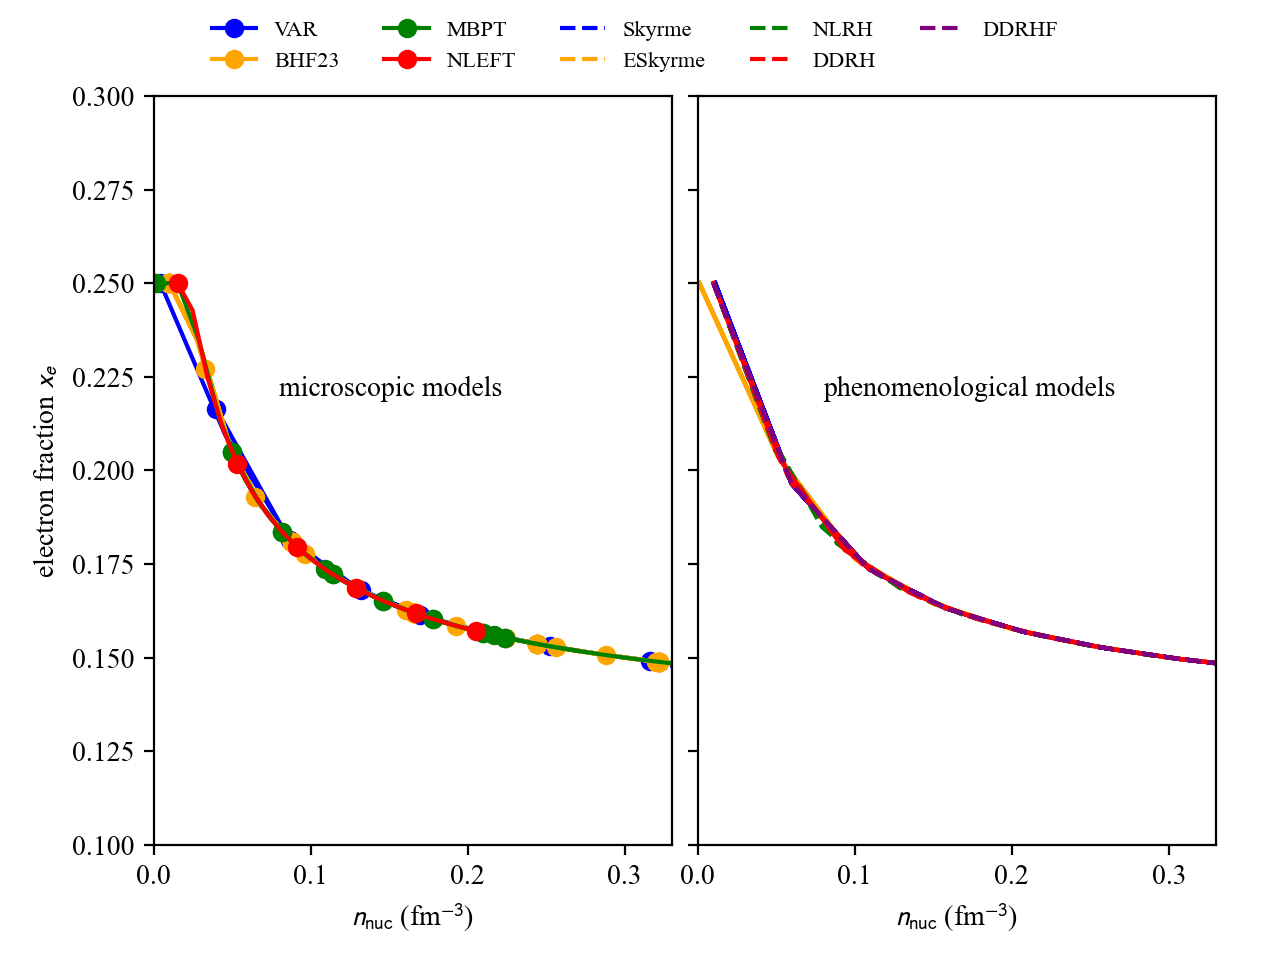 VAR MBPT Skyrme NLRH DDRHF
BHF23 NLEFT ESkyrme DDRH
0.300
0.275
0.250
0.225
0.200
0.175
0.150
0.125
0.100
electron fraction xₑ
microscopic models
phenomenological models
0.0 0.1 0.2 0.3 0.0 0.1 0.2 0.3
n_nuc (fm⁻³) n_nuc (fm⁻³)